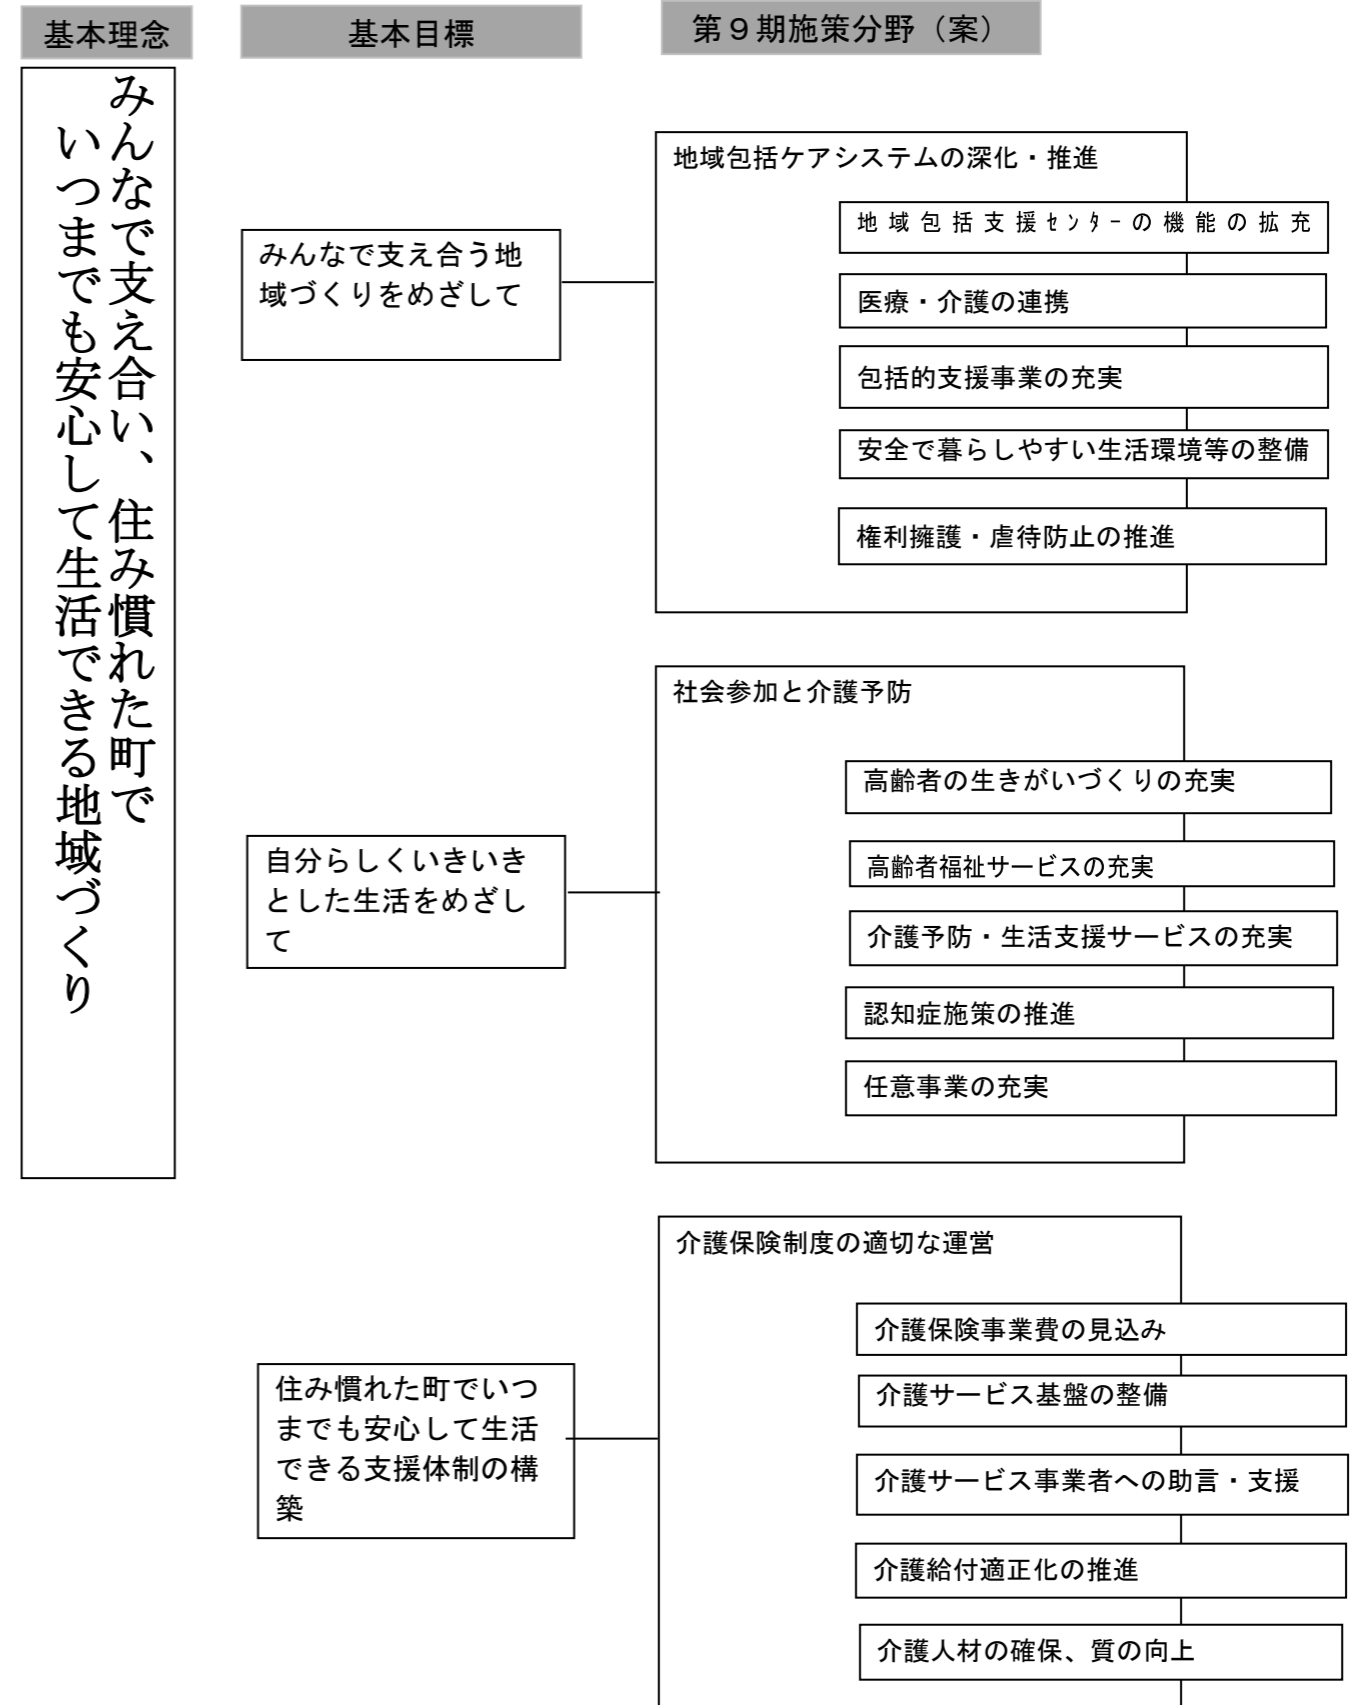 基本理念
基本目標
第９期施策分野（案）
みんなで支え合い、住み慣れた町で
いつまでも安心して生活できる地域づくり
みんなで支え合う地
域づくりをめざして
地域包括ケアシステムの深化・推進
地域包括支援ｾﾝﾀｰの機能の拡充
医療・介護の連携
包括的支援事業の充実
安全で暮らしやすい生活環境等の整備
権利擁護・虐待防止の推進
自分らしくいきいき
とした生活をめざし
て
社会参加と介護予防
高齢者の生きがいづくりの充実
高齢者福祉サービスの充実
介護予防・生活支援サービスの充実
認知症施策の推進
任意事業の充実
住み慣れた町でいつ
までも安心して生活
できる支援体制の構
築
介護保険制度の適切な運営
介護保険事業費の見込み
介護サービス基盤の整備
介護サービス事業者への助言・支援
介護給付適正化の推進
介護人材の確保、質の向上